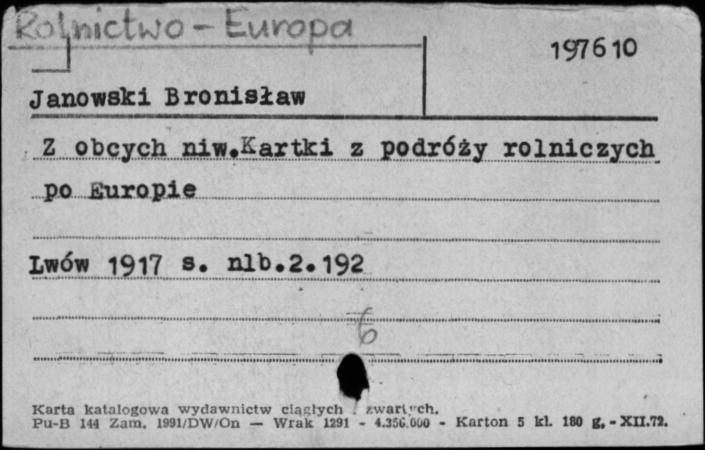 Rolnictwo - Europa
197610
Janowski Bronisław
Z obcych niw.Kartki z podróży rolniczych
po Europie
Lwów 1917 s. nlb.2.192
6
Karta katalogowa wydawnictw ciągłych i zwartych.
Pu-B 144 Zam. 1991/DW/On — Wrak 1291 - 4.356.000 - Karton 5 kl. 180 g. - XII.72.